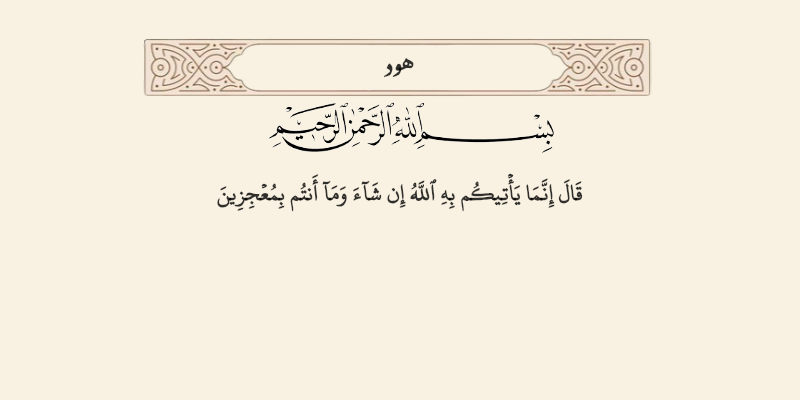 هود
بِسْمِ ٱللَّهِ ٱلرَّحْمَٰنِ ٱلرَّحِيمِ
قَالَ إِنَّمَا يَأْتِيكُم بِهِ ٱللَّهُ إِن شَآءَ وَمَآ أَنتُم بِمُعْجِزِينَ